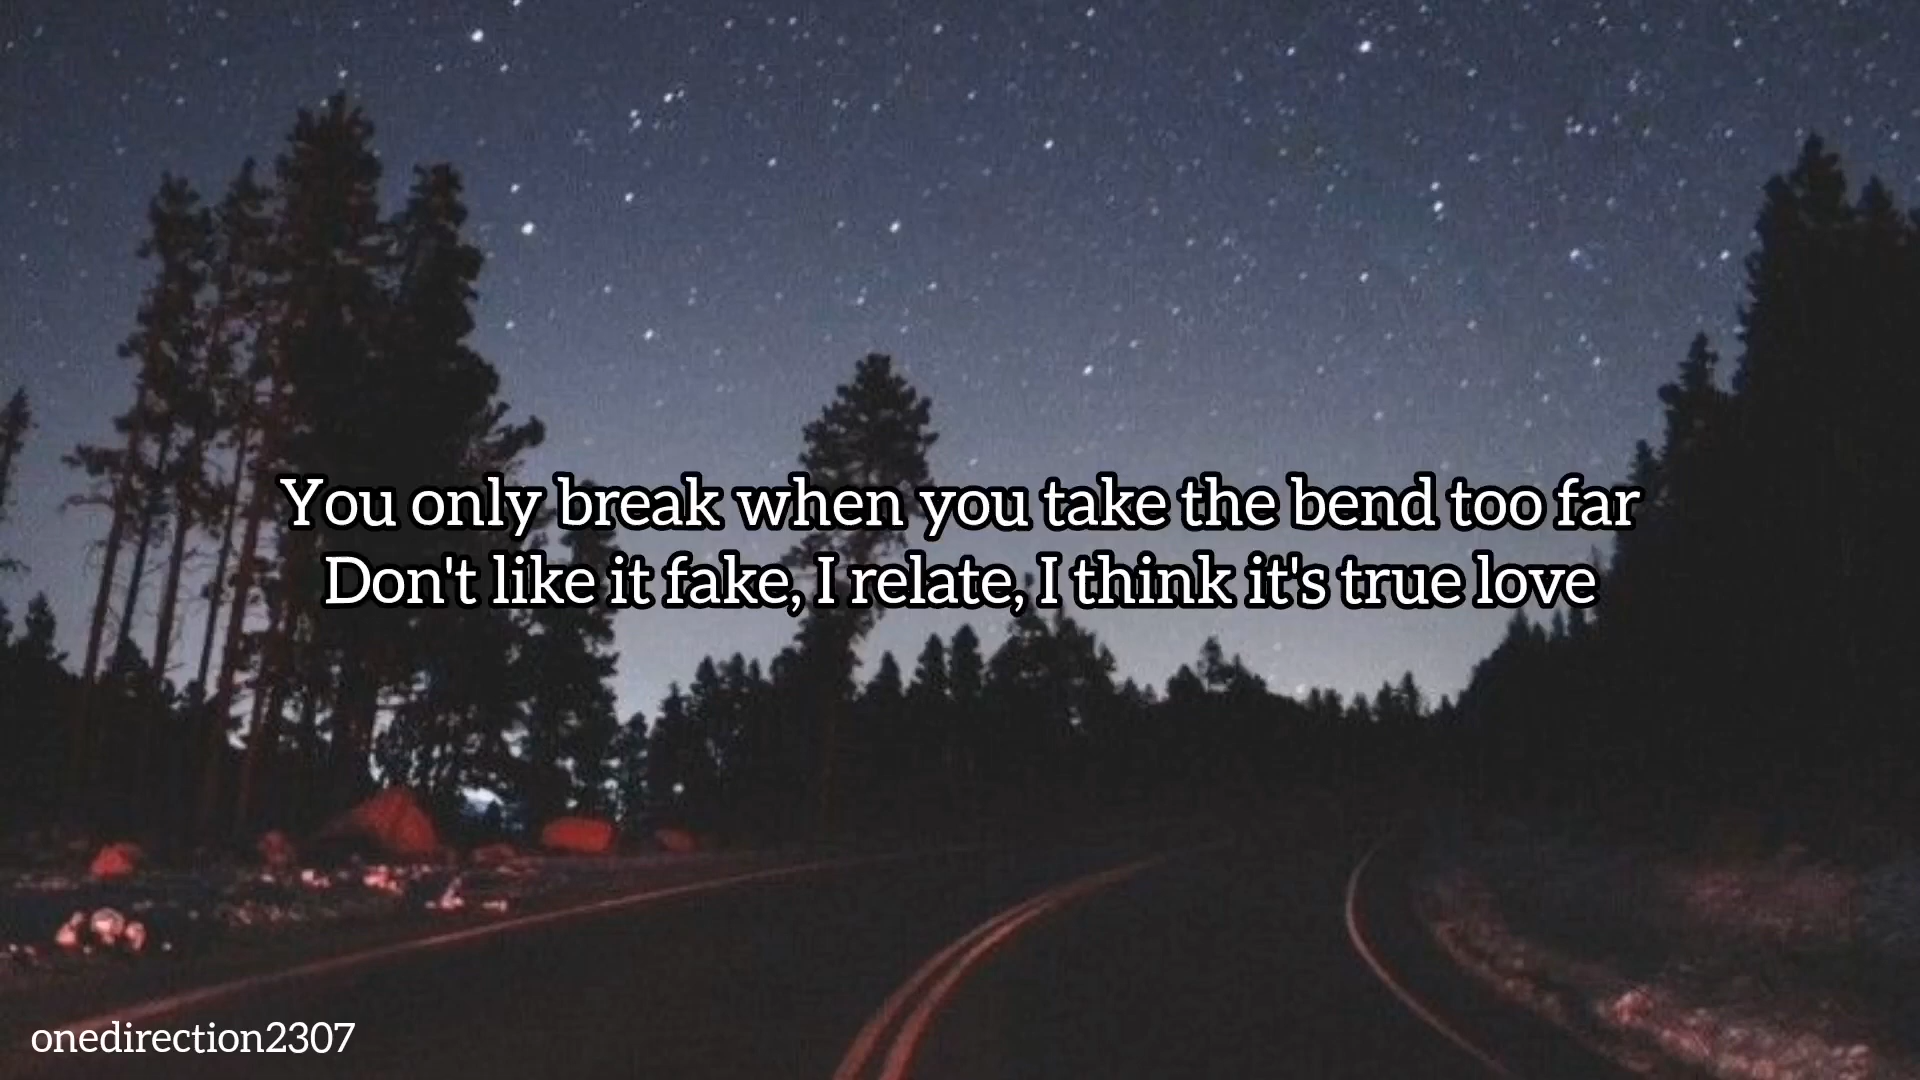 You only break when you take the bend too far
Don't like it fake, I relate, I think it's true love
onedirection2307